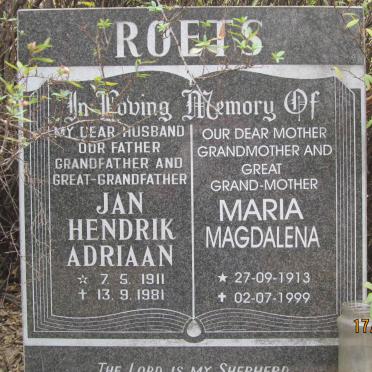 ROETS
In Loving Memory Of
MY DEAR HUSBAND
OUR FATHER
GRANDFATHER AND
GREAT-GRANDFATHER
JAN
HENDRIK
ADRIAAN
☆ 7. 5. 1911
✝ 13. 9. 1981
OUR DEAR MOTHER
GRANDMOTHER AND
GREAT
GRAND-MOTHER
MARIA
MAGDALENA
★ 27-09-1913
✝ 02-07-1999
THE LORD IS MY SHEPHERD
17